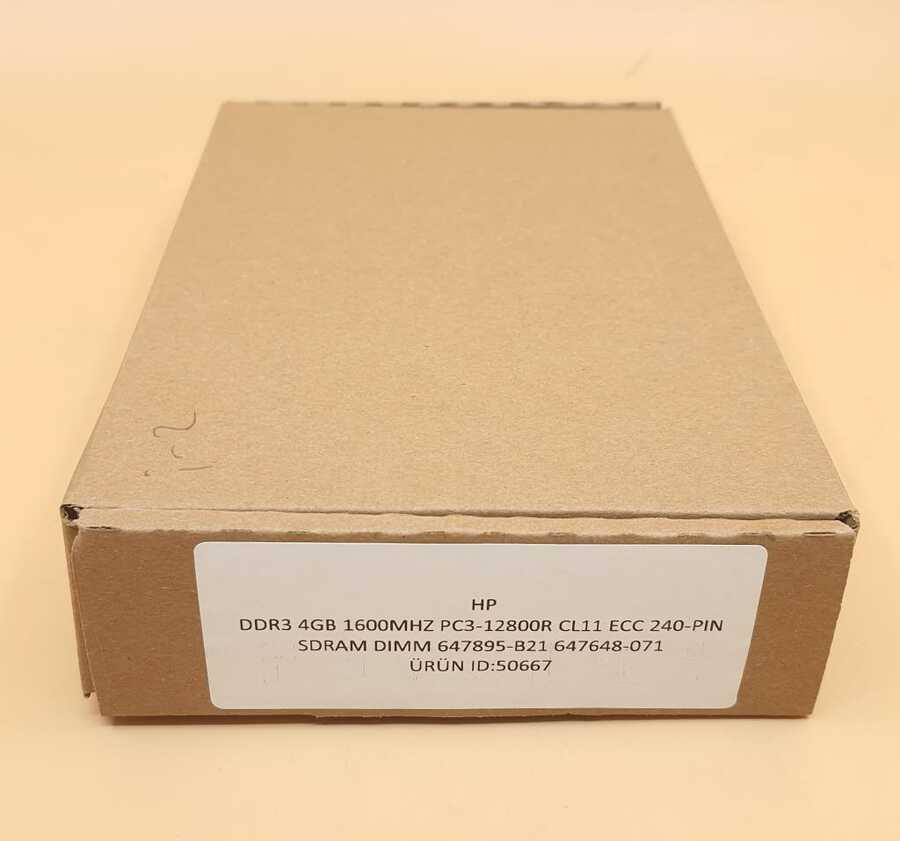 HP
DDR3 4GB 1600MHZ PC3-12800R CL11 ECC 240-PIN
SDRAM DIMM 647895-B21 647648-071
ÜRÜN ID:50667